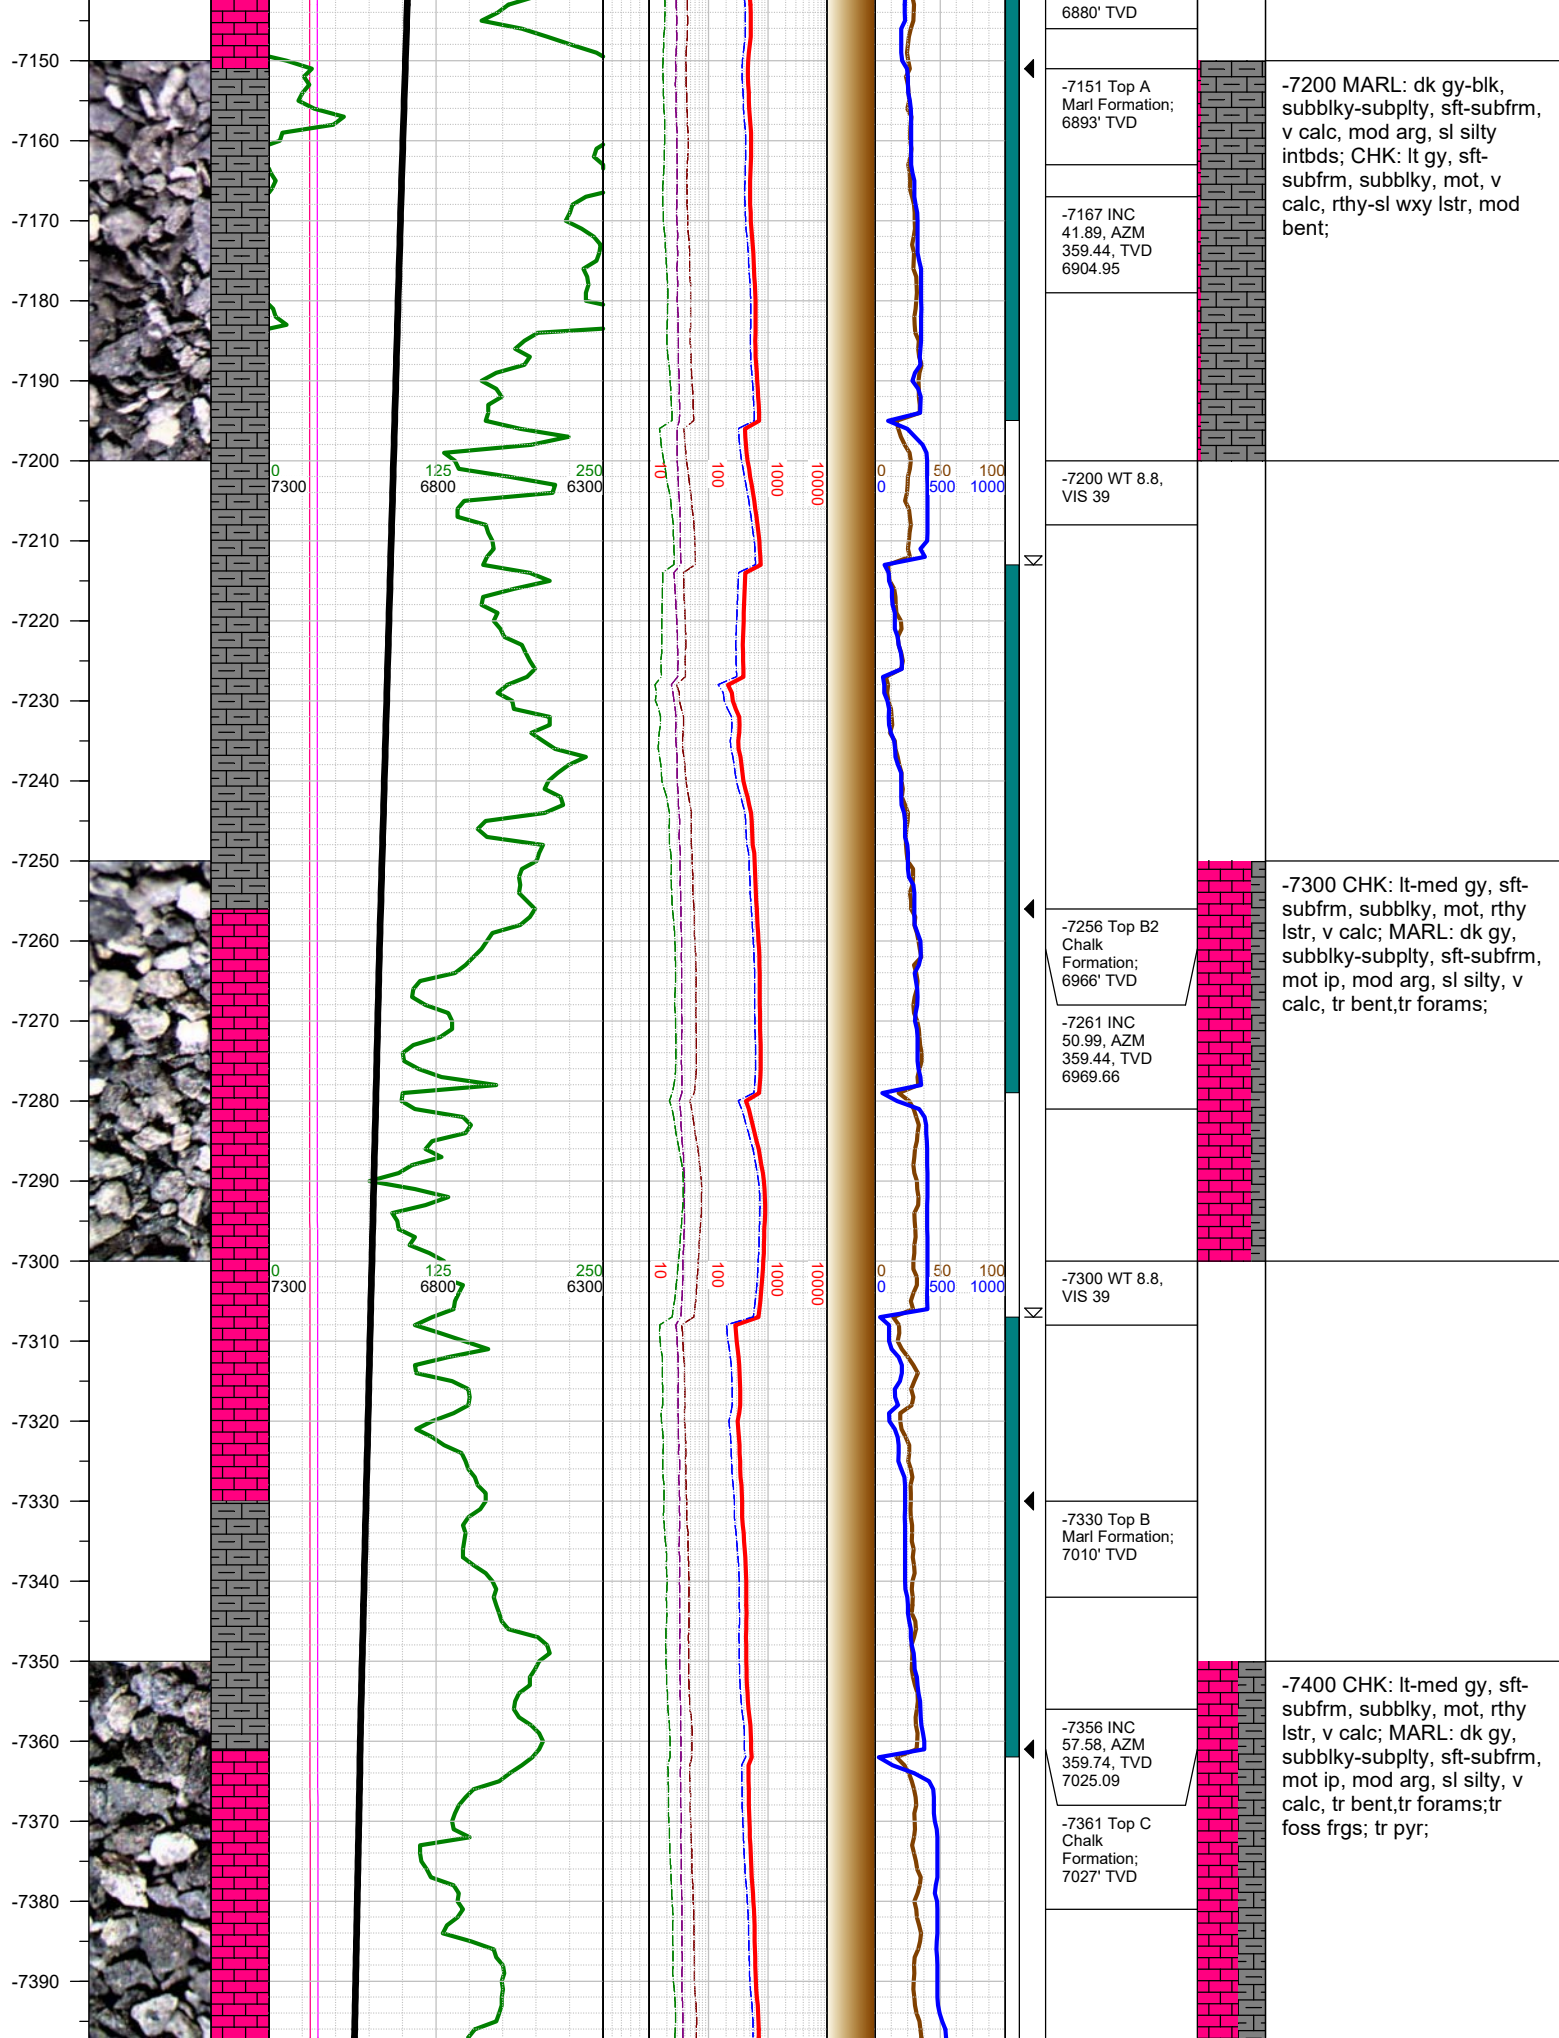 6880' TVD
-7150
-7151 Top A
Marl Formation;
6893' TVD
-7200 MARL: dk gy-blk,
subblky-subplty, sft-subfrm,
v calc, mod arg, sl silty
intbds; CHK: lt gy, sft-
subfrm, subblky, mot, v
calc, rthy-sl wxy lstr, mod
bent;
-7160
-7167 INC
41.89, AZM
359.44, TVD
6904.95
-7170
-7180
-7190
-7200
0 125 250
7300 6800 6300
10 100 1000 10000
0 50 100
0 500 1000
-7200 WT 8.8,
VIS 39
-7210
-7220
-7230
-7240
-7250
-7300 CHK: lt-med gy, sft-
subfrm, subblky, mot, rthy
lstr, v calc; MARL: dk gy,
subblky-subplty, sft-subfrm,
mot ip, mod arg, sl silty, v
calc, tr bent,tr forams;
-7256 Top B2
Chalk
Formation;
6966' TVD
-7260
-7261 INC
50.99, AZM
359.44, TVD
6969.66
-7270
-7280
-7290
-7300
0 125 250
7300 6800 6300
10 100 1000 10000
0 50 100
0 500 1000
-7300 WT 8.8,
VIS 39
-7310
-7320
-7330
-7330 Top B
Marl Formation;
7010' TVD
-7340
-7350
-7400 CHK: lt-med gy, sft-
subfrm, subblky, mot, rthy
lstr, v calc; MARL: dk gy,
subblky-subplty, sft-subfrm,
mot ip, mod arg, sl silty, v
calc, tr bent,tr forams;tr
foss frgs; tr pyr;
-7356 INC
57.58, AZM
359.74, TVD
7025.09
-7360
-7361 Top C
Chalk
Formation;
7027' TVD
-7370
-7380
-7390